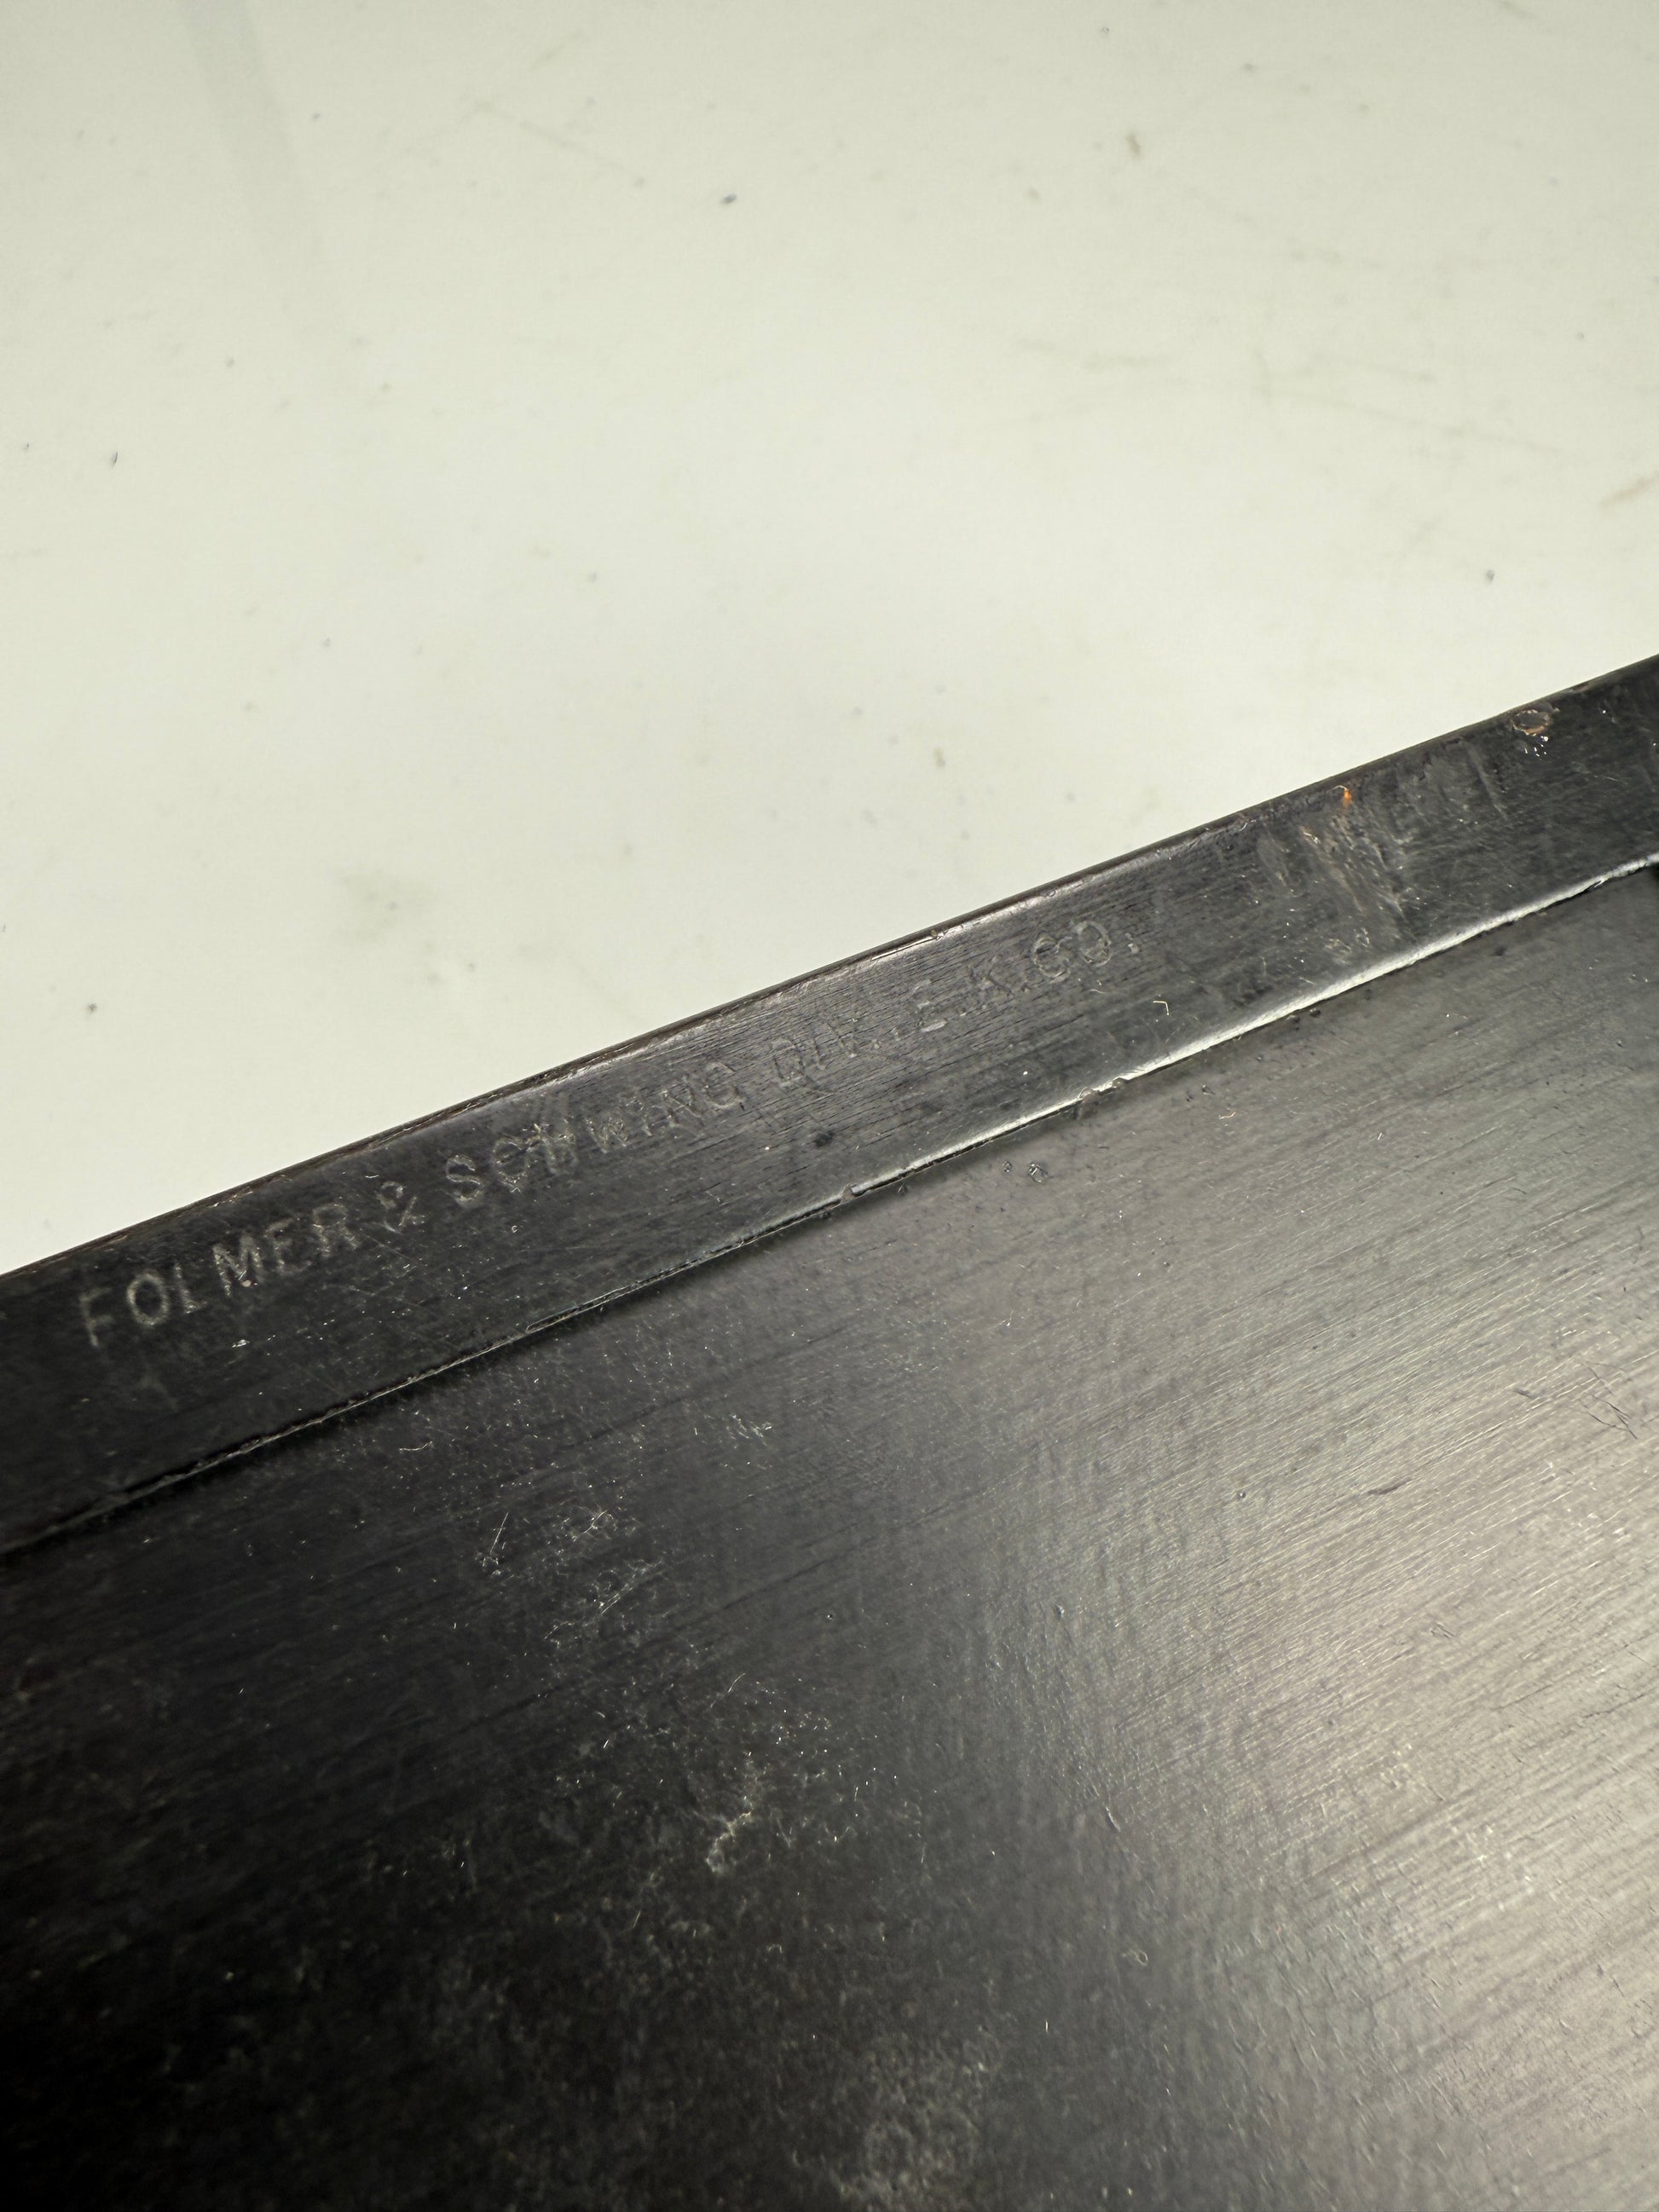 FOLMER & SCHWING DIV., E.K.CO.